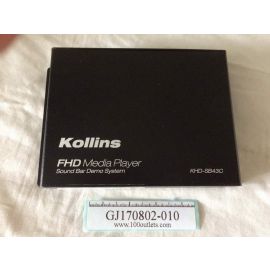 Kollins
FHD Media Player
Sound Bar Demo System
KHD-SB430
GJ170802-010
www.100outlets.com